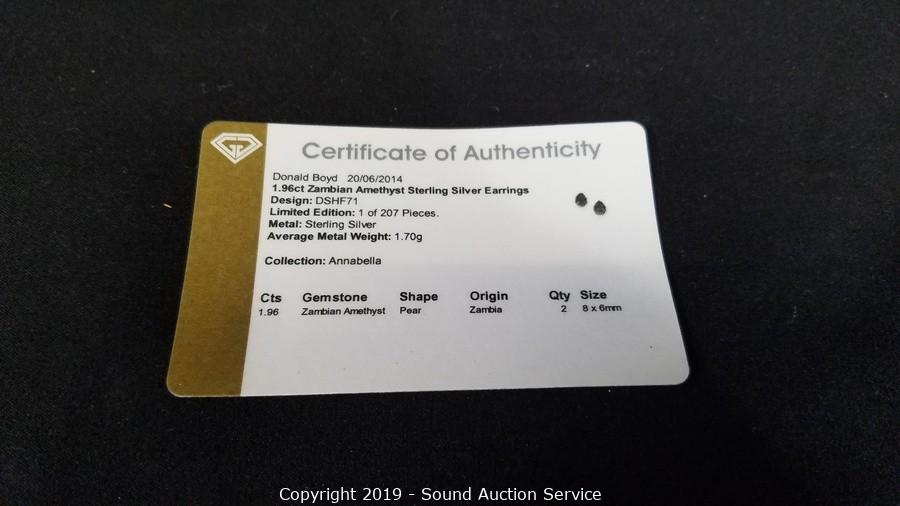 Certificate of Authenticity
Donald Boyd 20/06/2014
1.96ct Zambian Amethyst Sterling Silver Earrings
Design: DSHF71
Limited Edition: 1 of 207 Pieces.
Metal: Sterling Silver
Average Metal Weight: 1.70g
Collection: Annabella
Cts Gemstone Shape Origin Qty Size
1.96 Zambian Amethyst Pear Zambia 2 8 x 6mm
Copyright 2019 - Sound Auction Service